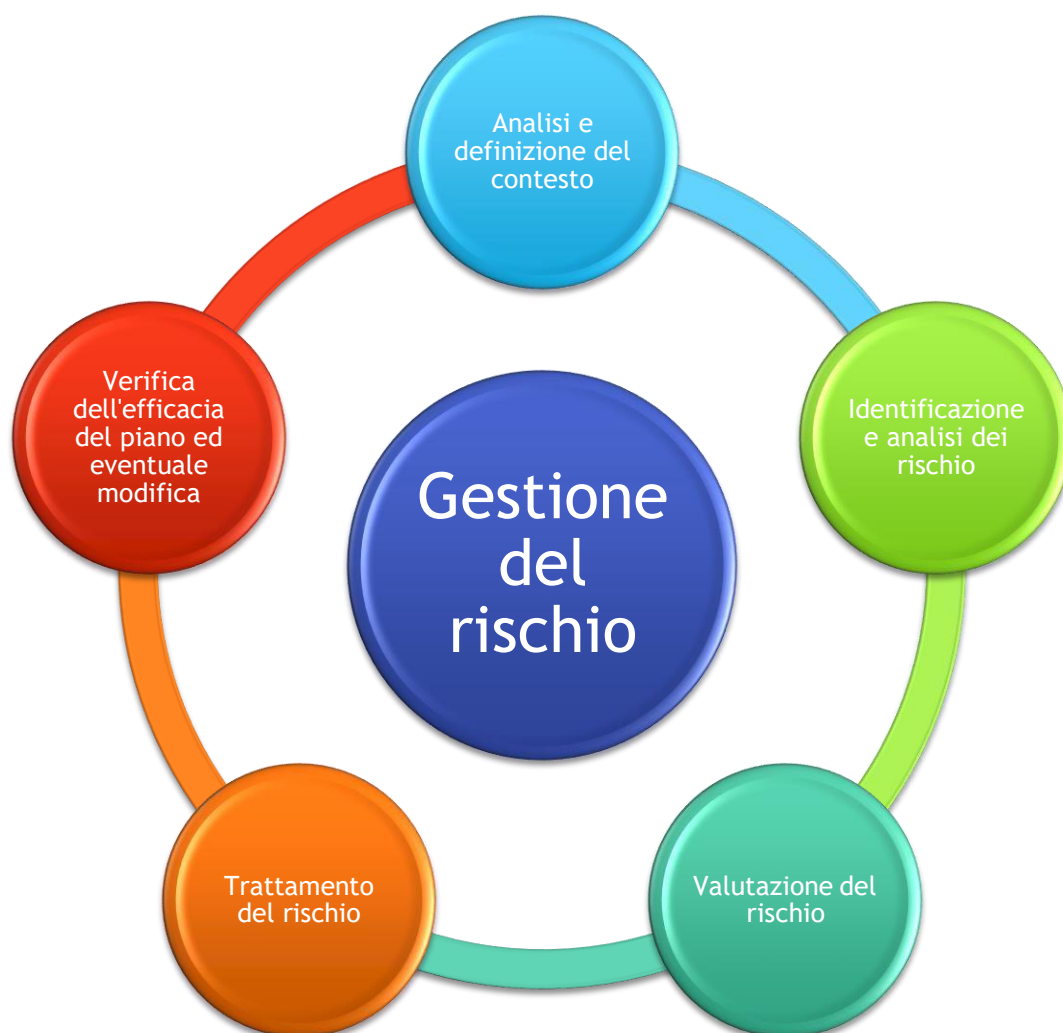 Analisi e
definizione del
contesto
Identificazione
e analisi dei
rischio
Valutazione del
rischio
Trattamento
del rischio
Verifica
dell'efficacia
del piano ed
eventuale
modifica
Gestione
del
rischio